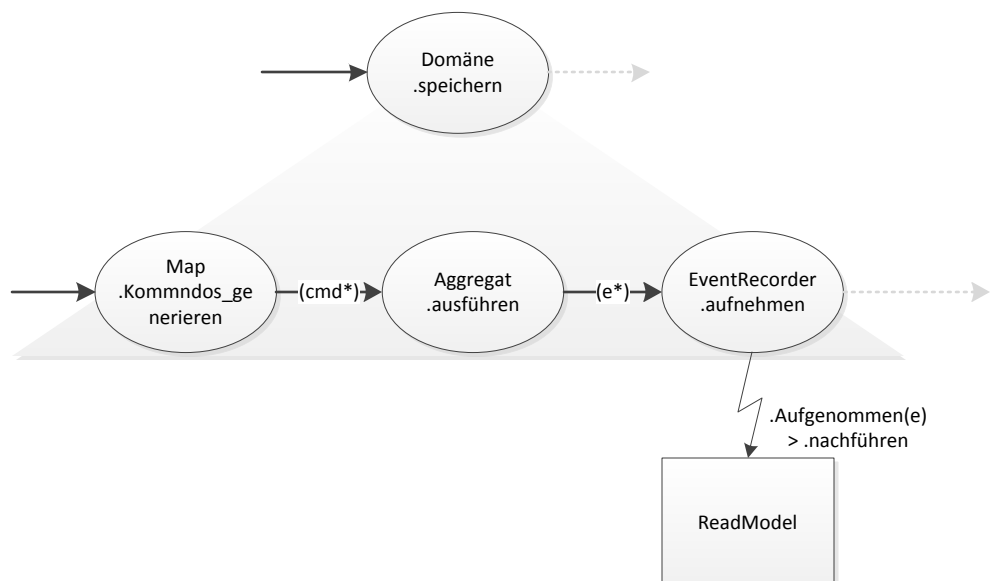 Domäne
.speichern
Map
.Kommndos_ge
nerieren
(cmd*)
Aggregat
.ausführen
(e*)
EventRecorder
.aufnehmen
.Aufgenommen(e)
> .nachführen
ReadModel